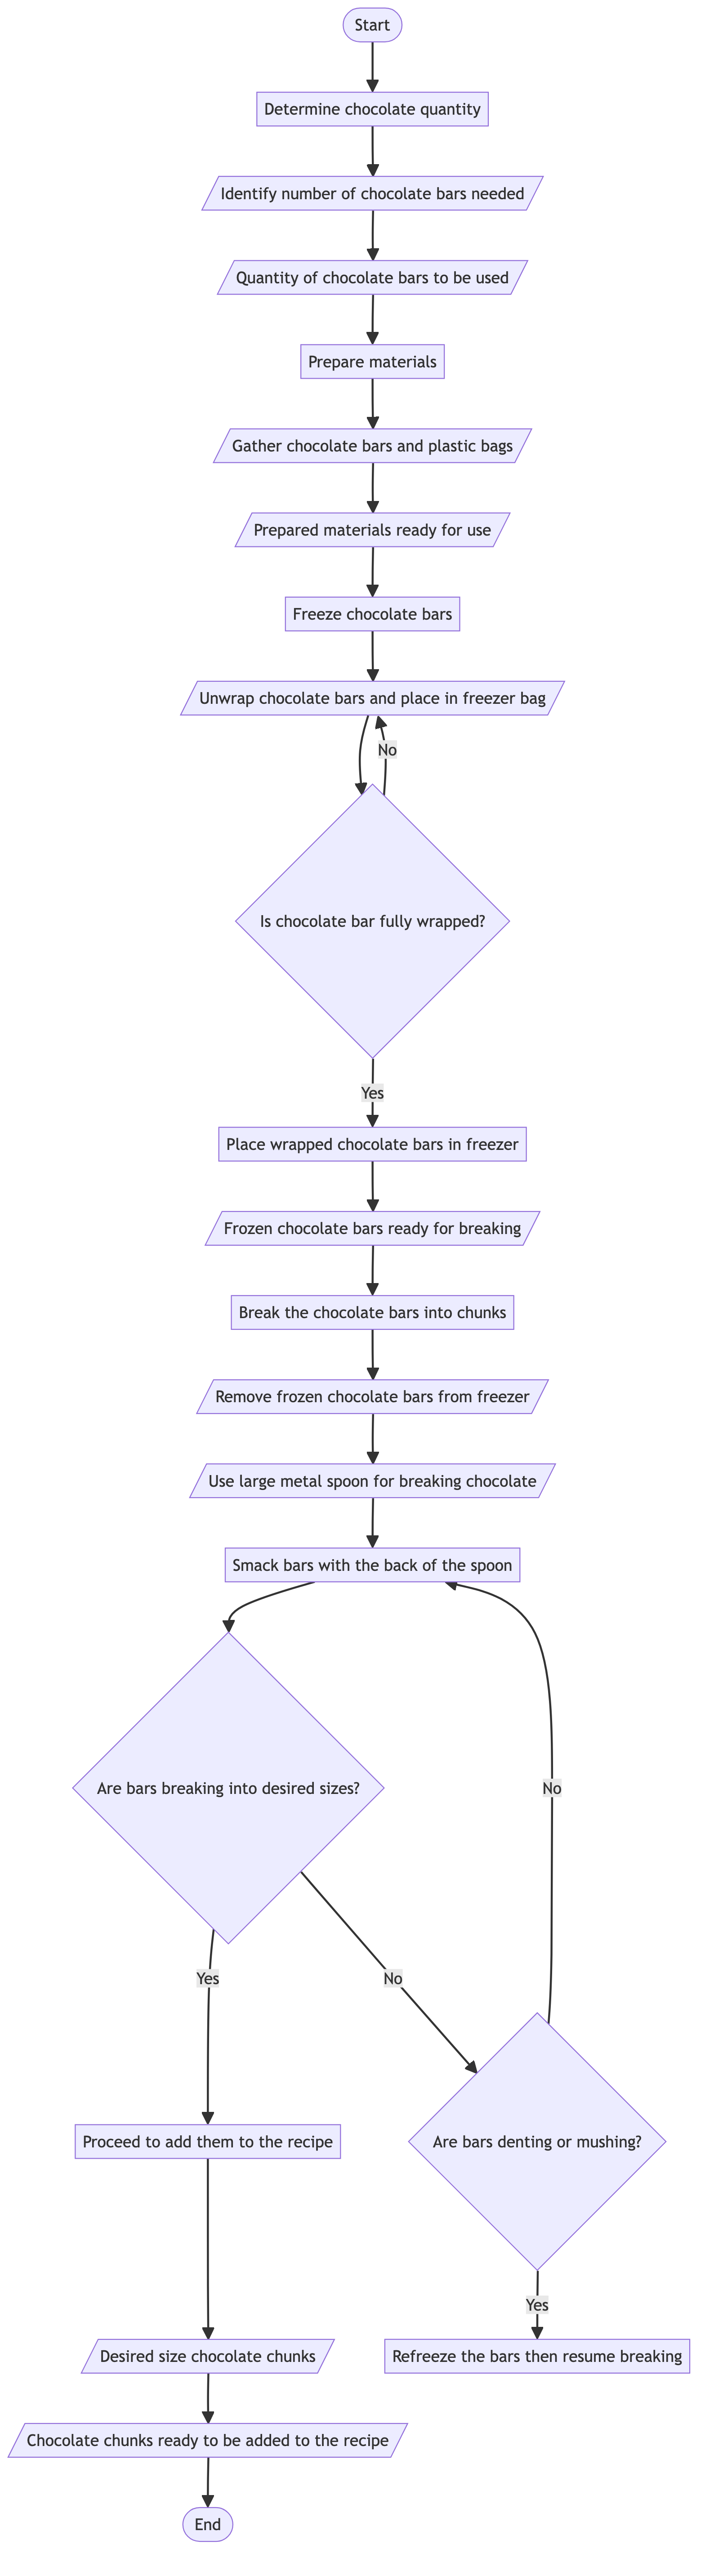 Start
Determine chocolate quantity
Identify number of chocolate bars needed
Quantity of chocolate bars to be used
Prepare materials
Gather chocolate bars and plastic bags
Prepared materials ready for use
Freeze chocolate bars
Unwrap chocolate bars and place in freezer bag
No
Is chocolate bar fully wrapped?
Yes
Place wrapped chocolate bars in freezer
Frozen chocolate bars ready for breaking
Break the chocolate bars into chunks
Remove frozen chocolate bars from freezer
Use large metal spoon for breaking chocolate
Smack bars with the back of the spoon
Are bars breaking into desired sizes?
No
Yes
No
Proceed to add them to the recipe
Are bars denting or mushing?
Yes
Desired size chocolate chunks
Refreeze the bars then resume breaking
Chocolate chunks ready to be added to the recipe
End